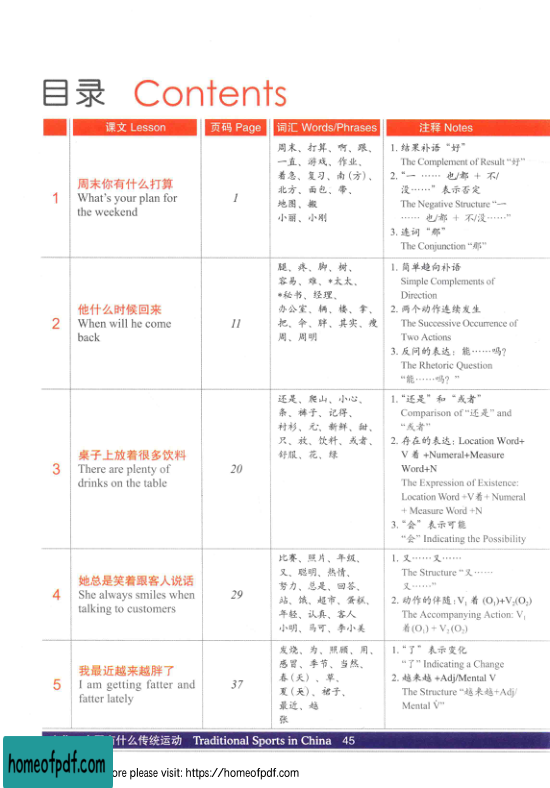 目录 Contents
课文 Lesson 页码 Page 词汇 Words/Phrases 注释 Notes
1
周末你有什么打算
What's your plan for
the weekend
1
周末、打算、啊、跟、
一直、游戏、作业、
着急、复习、南（方）、
北方、面包、带、
地图、搬
小丽、小刚
1. 结果补语“好”
The Complement of Result “好”
2. “一 …… 也/都 + 不/
没……” 表示否定
The Negative Structure “一
…… 也/都 + 不/没……”
3. 连词“那”
The Conjunction “那”
2
他什么时候回来
When will he come
back
11
腿、疼、脚、树、
容易、难、*太太、
*秘书、经理、
办公室、辆、楼、拿、
把、伞、胖、其实、瘦
周、周明
1. 简单趋向补语
Simple Complements of
Direction
2. 两个动作连续发生
The Successive Occurrence of
Two Actions
3. 反问的表达：能……吗？
The Rhetoric Question
“能……吗？”
3
桌子上放着很多饮料
There are plenty of
drinks on the table
20
还是、爬山、小心、
条、裤子、记得、
衬衫、元、新鲜、甜、
只、放、饮料、或者、
舒服、花、绿
1. “还是” 和 “或者”
Comparison of “还是” and
“或者”
2. 存在的表达：Location Word+
V 着 +Numeral+Measure
Word+N
The Expression of Existence:
Location Word +V着+ Numeral
+ Measure Word +N
3. “会” 表示可能
“会” Indicating the Possibility
4
她总是笑着跟客人说话
She always smiles when
talking to customers
29
比赛、照片、年级、
又、聪明、热情、
努力、总是、回答、
站、饿、超市、蛋糕、
年轻、认真、客人
小明、马可、李小美
1. 又……又……
The Structure “又……
又……”
2. 动作的伴随：V₁ 着 (O₁)+V₂(O₂)
The Accompanying Action: V₁
着(O₁) + V₂ (O₂)
5
我最近越来越胖了
I am getting fatter and
fatter lately
37
发烧、为、照顾、用、
感冒、季节、当然、
春（天）、草、
夏（天）、裙子、
最近、越
张
1. “了” 表示变化
“了” Indicating a Change
2. 越来越 +Adj/Mental V
The Structure “越来越+Adj/
Mental V”
有什么传统运动 Traditional Sports in China 45
homeofpdf.com
ore please visit: https://homeofpdf.com